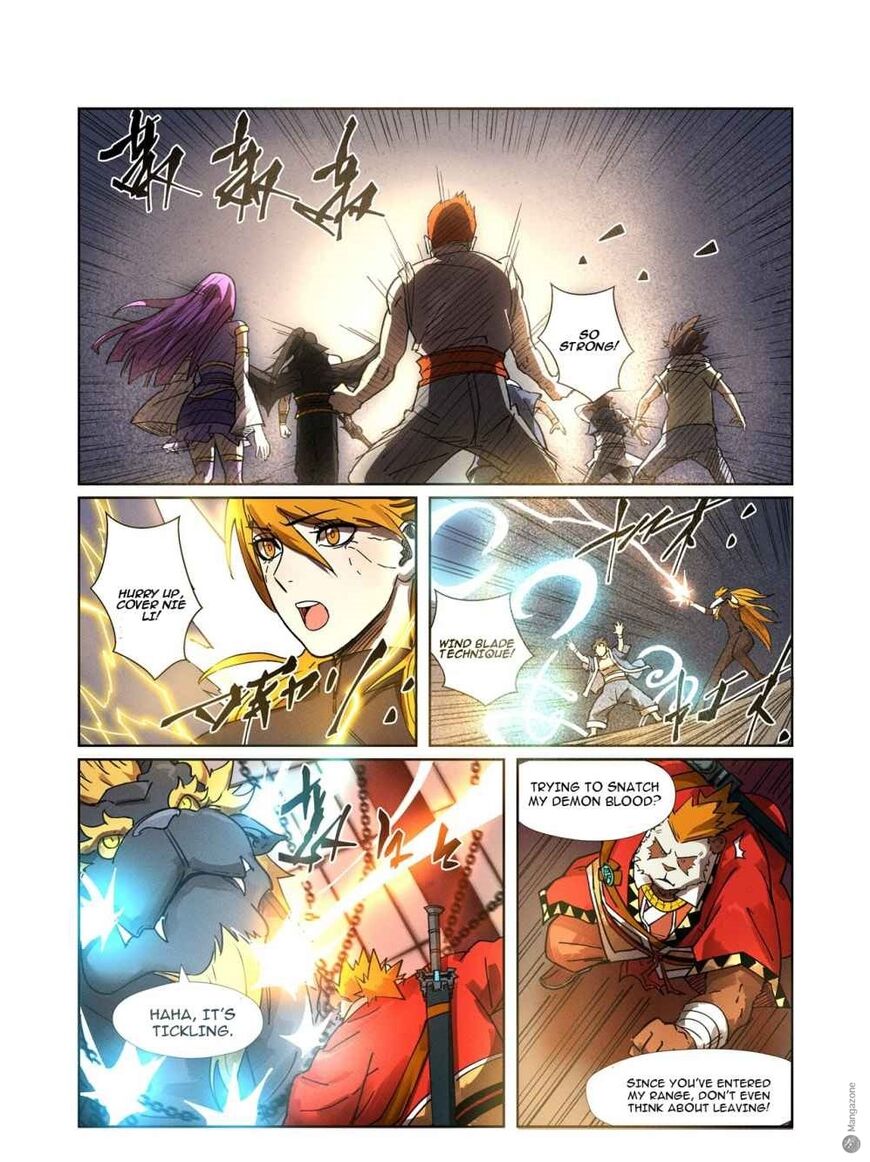 SO
STRONG!
HURRY UP,
COVER NIE
LI!
WIND BLADE
TECHNIQUE!
HAHA, IT'S
TICKLING.
TRYING TO SNATCH
MY DEMON BLOOD?
SINCE YOU'VE ENTERED
MY RANGE, DON'T EVEN
THINK ABOUT LEAVING!
Mangazone